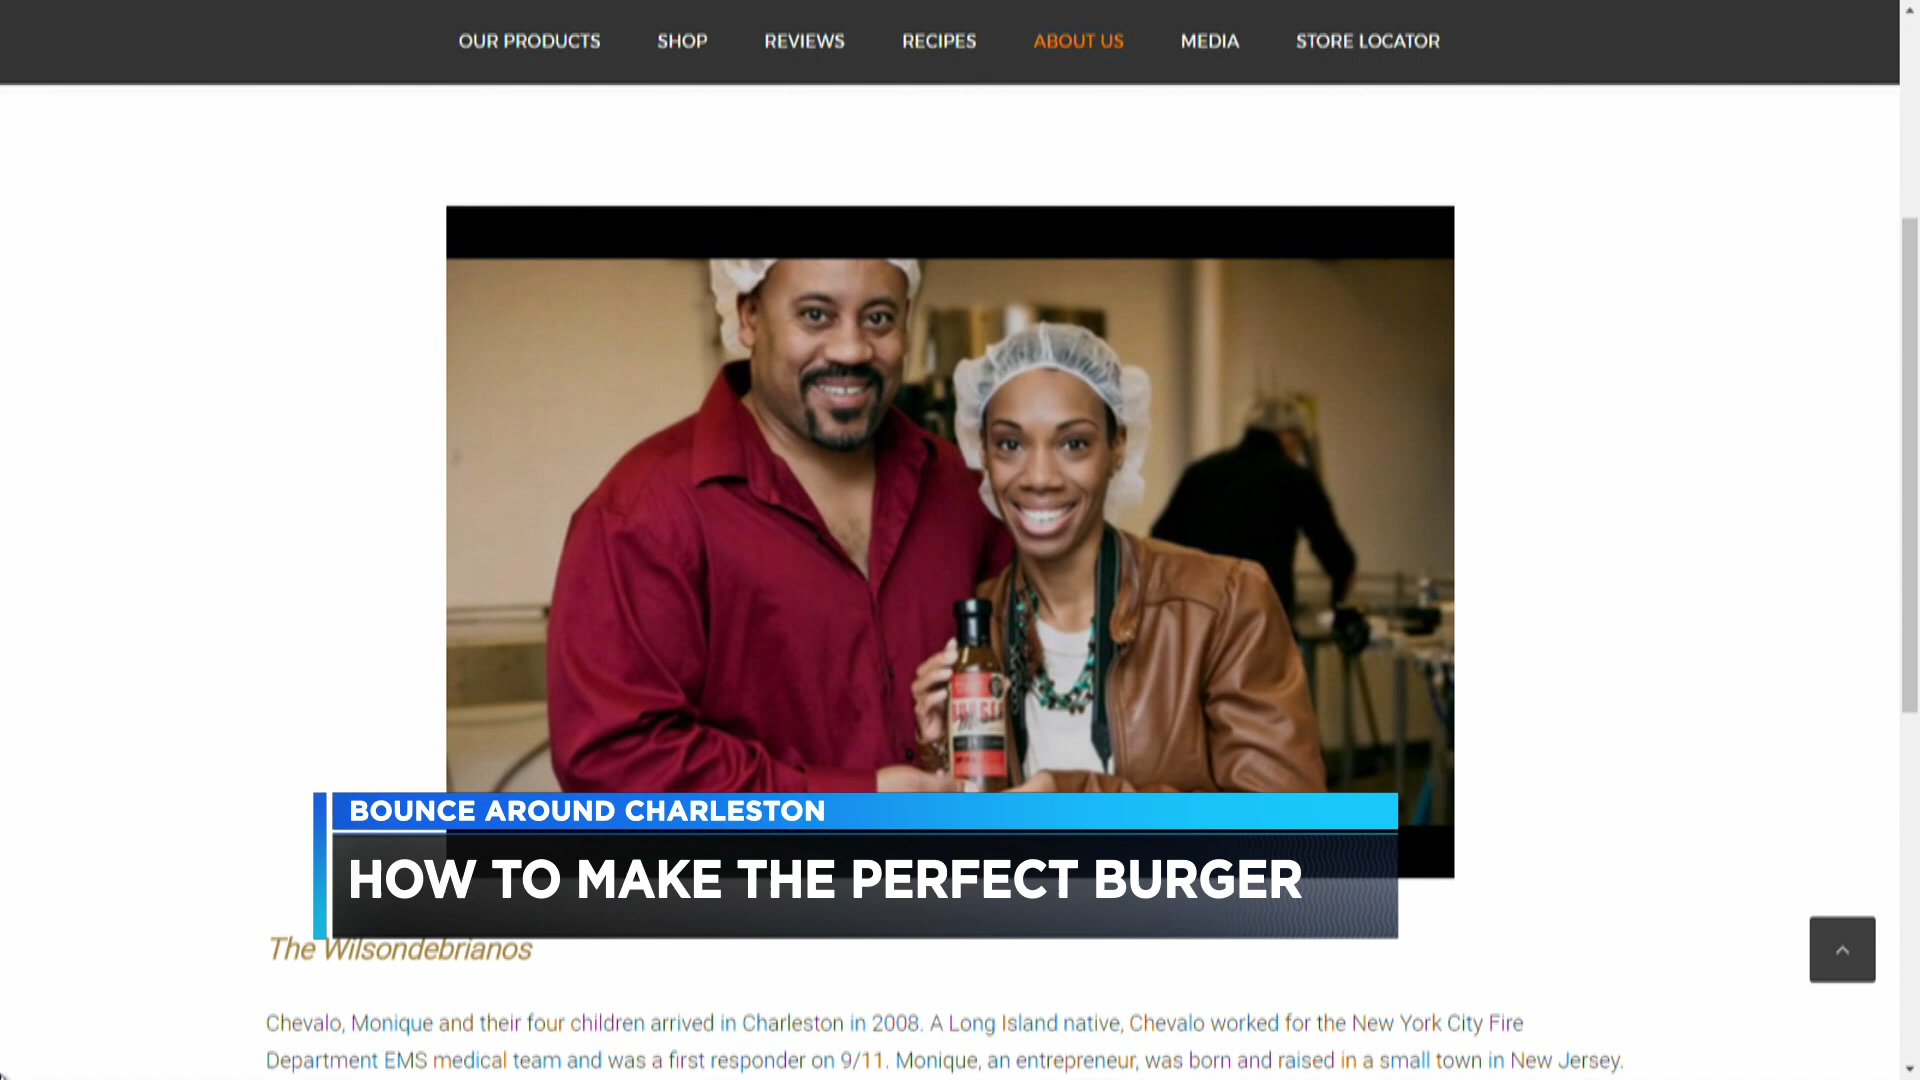 OUR PRODUCTS SHOP REVIEWS RECIPES ABOUT US MEDIA STORE LOCATOR
BOUNCE AROUND CHARLESTON
HOW TO MAKE THE PERFECT BURGER
The Wilsondebrianos
Chevalo, Monique and their four children arrived in Charleston in 2008. A Long Island native, Chevalo worked for the New York City Fire
Department EMS medical team and was a first responder on 9/11. Monique, an entrepreneur, was born and raised in a small town in New Jersey.